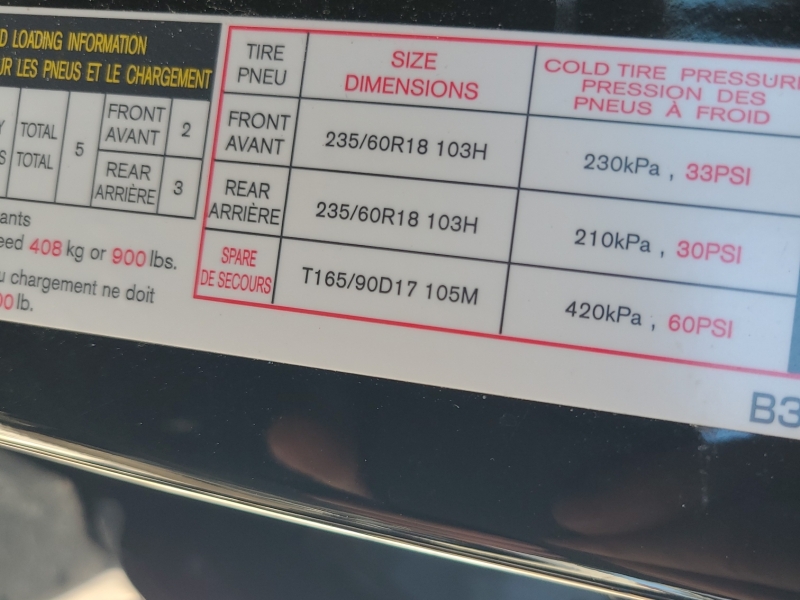 D LOADING INFORMATION
UR LES PNEUS ET LE CHARGEMENT
TOTAL
TOTAL
5
FRONT
AVANT
2
REAR
ARRIÈRE
3
ants
eed 408 kg or 900 lbs.
u chargement ne doit
00 lb.
TIRE
PNEU
SIZE
DIMENSIONS
COLD TIRE PRESSUR
PRESSION DES
PNEUS À FROID
FRONT
AVANT
235/60R18 103H
230kPa , 33PSI
REAR
ARRIÈRE
235/60R18 103H
210kPa , 30PSI
SPARE
DE SECOURS
T165/90D17 105M
420kPa , 60PSI
B3